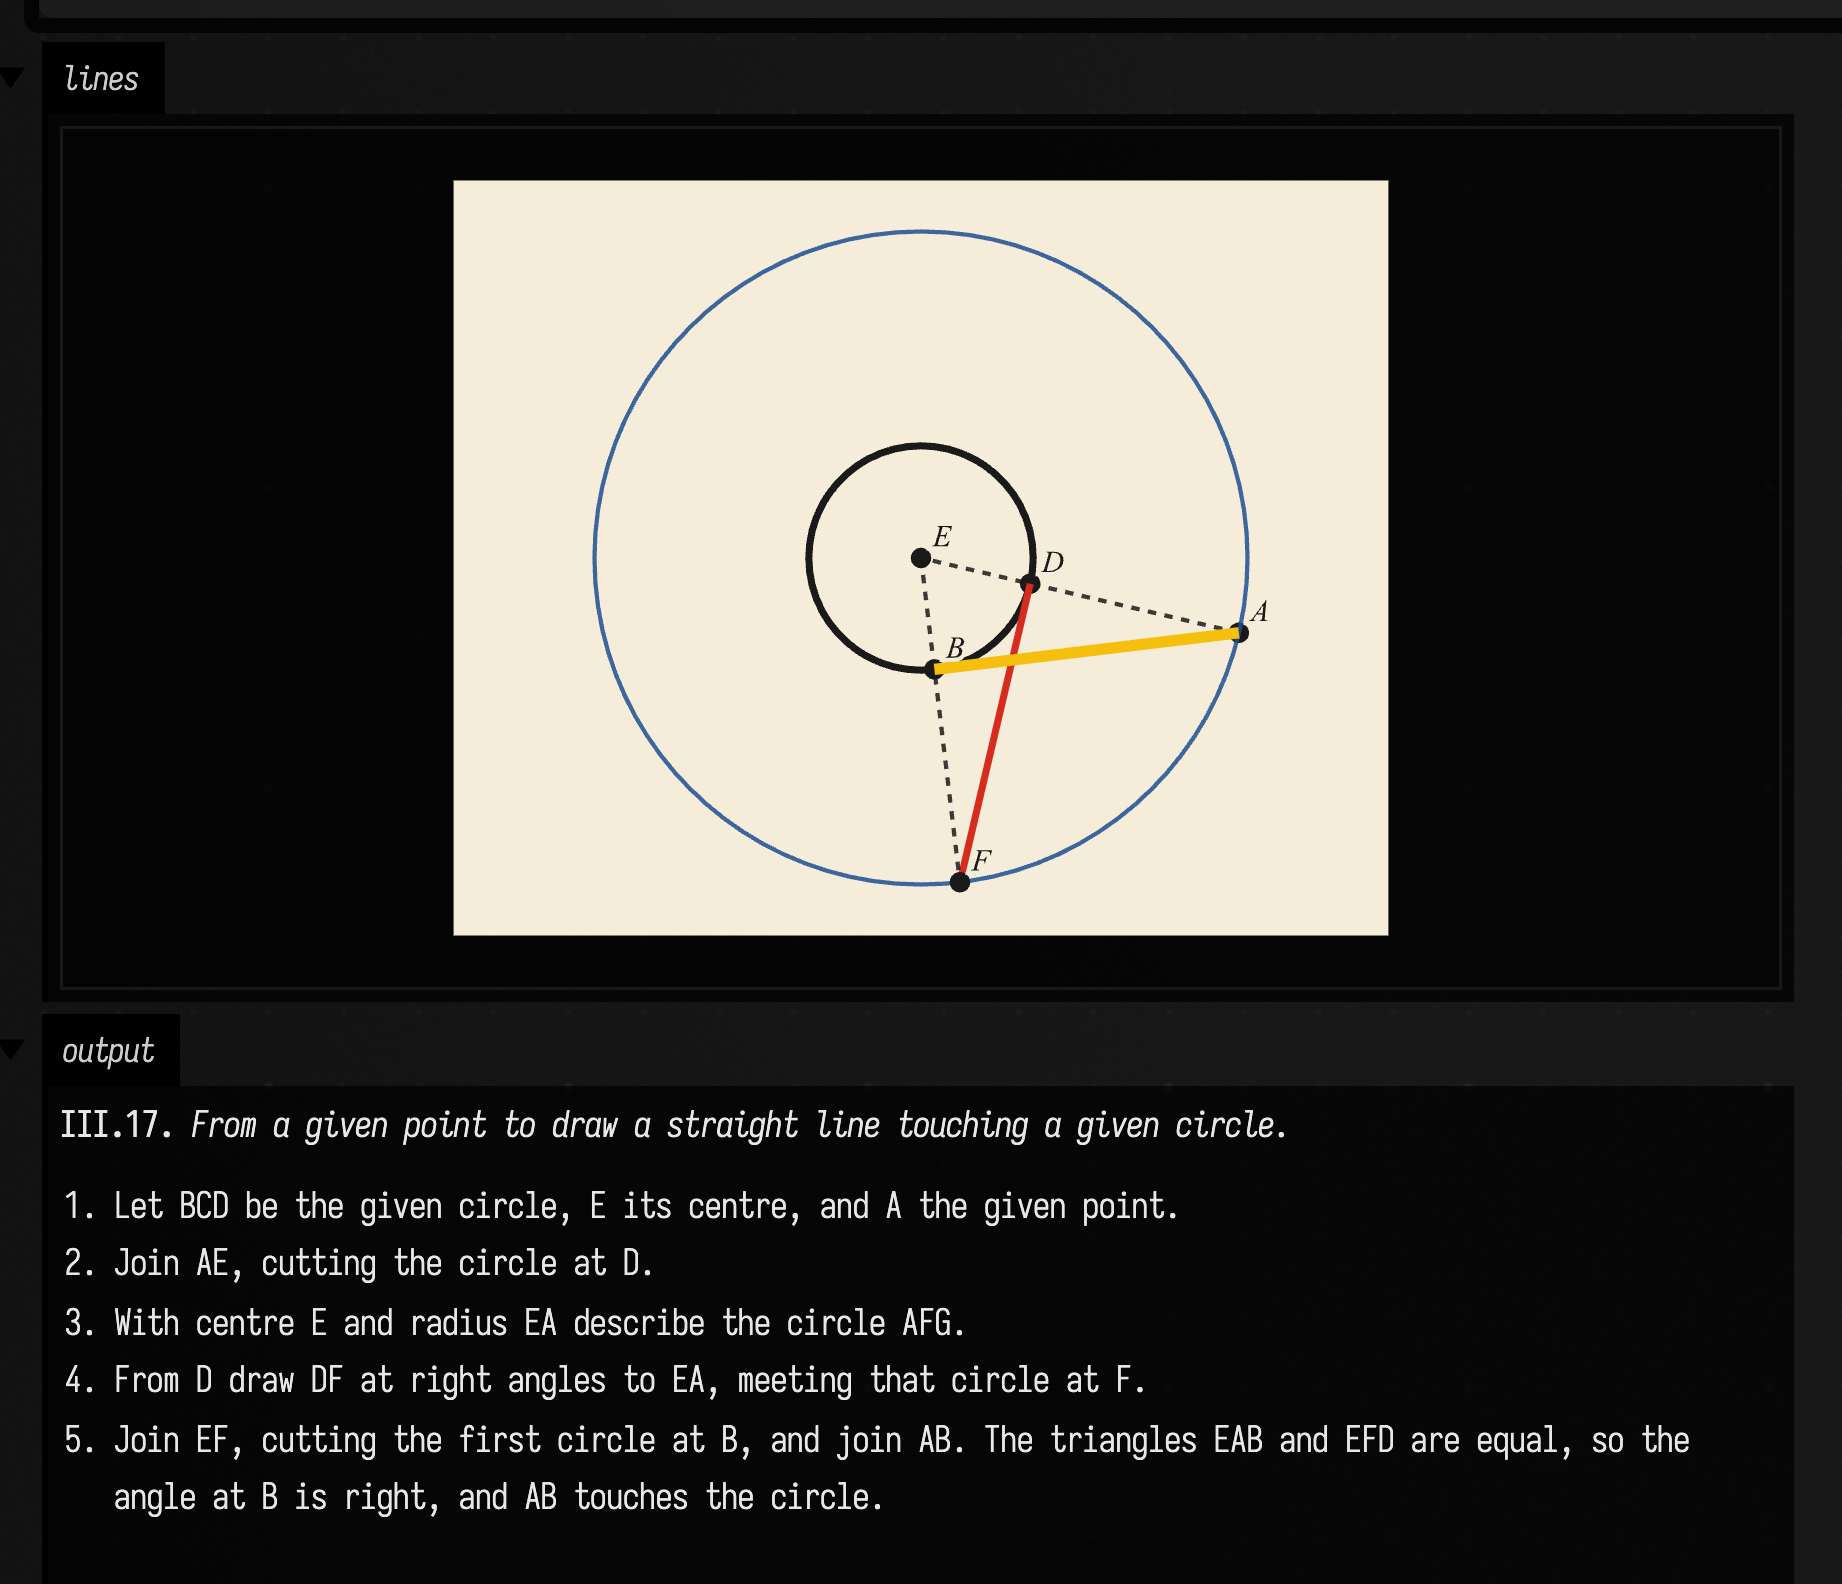 lines
E
D
A
B
F
output
III.17. From a given point to draw a straight line touching a given circle.
1. Let BCD be the given circle, E its centre, and A the given point.
2. Join AE, cutting the circle at D.
3. With centre E and radius EA describe the circle AFG.
4. From D draw DF at right angles to EA, meeting that circle at F.
5. Join EF, cutting the first circle at B, and join AB. The triangles EAB and EFD are equal, so the
angle at B is right, and AB touches the circle.